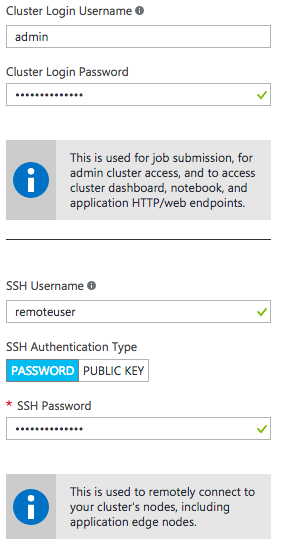 Cluster Login Username
admin
Cluster Login Password
••••••••••••••
This is used for job submission, for
admin cluster access, and to access
cluster dashboard, notebook, and
application HTTP/web endpoints.
SSH Username
remoteuser
SSH Authentication Type
PASSWORD PUBLIC KEY
* SSH Password
••••••••••••••
This is used to remotely connect to
your cluster's nodes, including
application edge nodes.